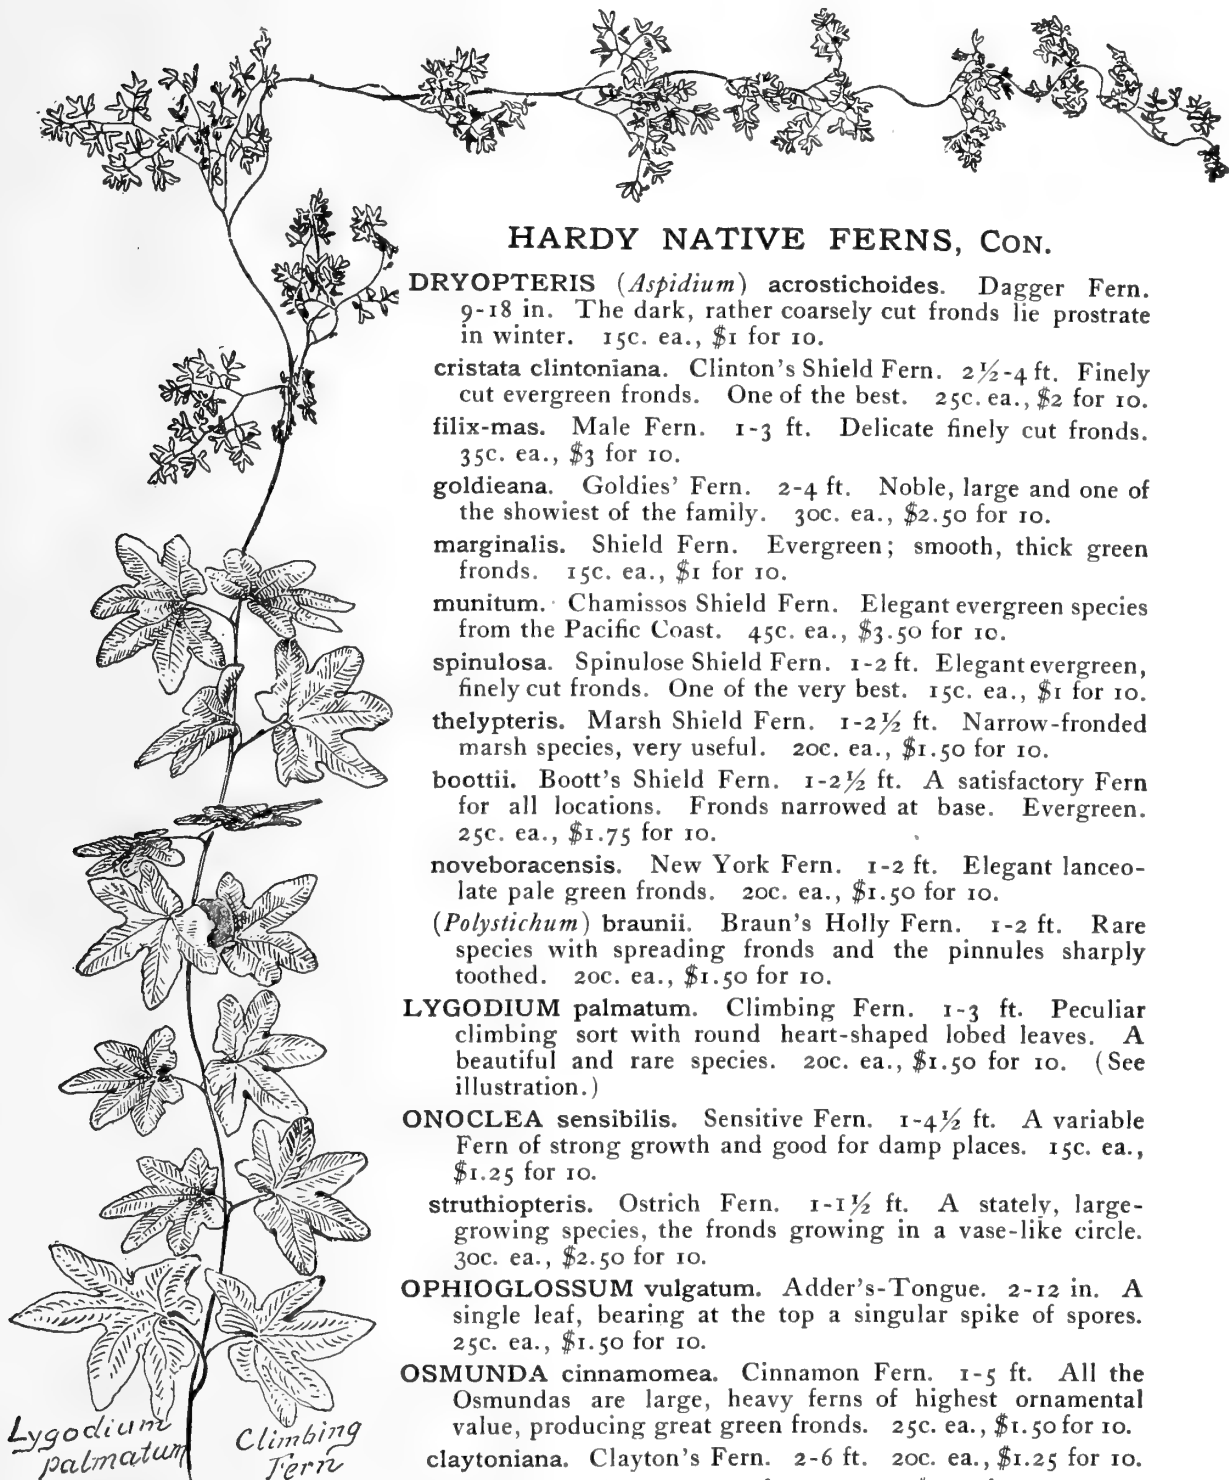 HARDY NATIVE FERNS, CON.
DRYOPTERIS (Aspidium) acrostichoides. Dagger Fern.
9-18 in. The dark, rather coarsely cut fronds lie prostrate
in winter. 15c. ea., $1 for 10.
cristata clintoniana. Clinton's Shield Fern. 2½-4 ft. Finely
cut evergreen fronds. One of the best. 25c. ea., $2 for 10.
filix-mas. Male Fern. 1-3 ft. Delicate finely cut fronds.
35c. ea., $3 for 10.
goldieana. Goldies' Fern. 2-4 ft. Noble, large and one of
the showiest of the family. 30c. ea., $2.50 for 10.
marginalis. Shield Fern. Evergreen; smooth, thick green
fronds. 15c. ea., $1 for 10.
munitum. Chamissos Shield Fern. Elegant evergreen species
from the Pacific Coast. 45c. ea., $3.50 for 10.
spinulosa. Spinulose Shield Fern. 1-2 ft. Elegant evergreen,
finely cut fronds. One of the very best. 15c. ea., $1 for 10.
thelypteris. Marsh Shield Fern. 1-2½ ft. Narrow-fronded
marsh species, very useful. 20c. ea., $1.50 for 10.
boottii. Boott's Shield Fern. 1-2½ ft. A satisfactory Fern
for all locations. Fronds narrowed at base. Evergreen.
25c. ea., $1.75 for 10.
noveboracensis. New York Fern. 1-2 ft. Elegant lanceo-
late pale green fronds. 20c. ea., $1.50 for 10.
(Polystichum) braunii. Braun's Holly Fern. 1-2 ft. Rare
species with spreading fronds and the pinnules sharply
toothed. 20c. ea., $1.50 for 10.
LYGODIUM palmatum. Climbing Fern. 1-3 ft. Peculiar
climbing sort with round heart-shaped lobed leaves. A
beautiful and rare species. 20c. ea., $1.50 for 10. (See
illustration.)
ONOCLEA sensibilis. Sensitive Fern. 1-4½ ft. A variable
Fern of strong growth and good for damp places. 15c. ea.,
$1.25 for 10.
struthiopteris. Ostrich Fern. 1-1½ ft. A stately, large-
growing species, the fronds growing in a vase-like circle.
30c. ea., $2.50 for 10.
OPHIOGLOSSUM vulgatum. Adder's-Tongue. 2-12 in. A
single leaf, bearing at the top a singular spike of spores.
25c. ea., $1.50 for 10.
OSMUNDA cinnamomea. Cinnamon Fern. 1-5 ft. All the
Osmundas are large, heavy ferns of highest ornamental
value, producing great green fronds. 25c. ea., $1.50 for 10.
claytoniana. Clayton's Fern. 2-6 ft. 20c. ea., $1.25 for 10.
Lygodium
palmatum
Climbing
Fern